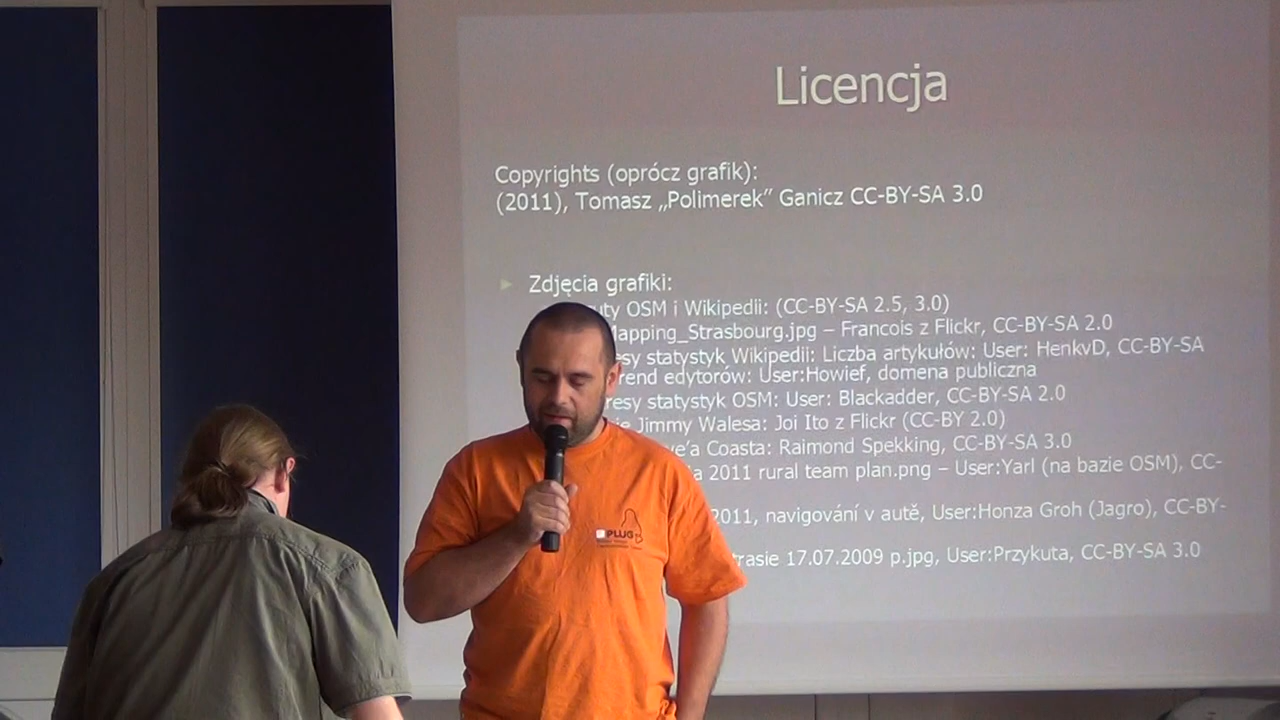 Licencja
Copyrights (oprócz grafik):
(2011), Tomasz „Polimerek” Ganicz CC-BY-SA 3.0
Zdjęcia grafiki:
OSM i Wikipedii: (CC-BY-SA 2.5, 3.0)
Mapping_Strasbourg.jpg – Francois z Flickr, CC-BY-SA 2.0
statystyk Wikipedii: Liczba artykułów: User: HenkvD, CC-BY-SA
rend edytorów: User:Howief, domena publiczna
resy statystyk OSM: User: Blackadder, CC-BY-SA 2.0
Jimmy Walesa: Joi Ito z Flickr (CC-BY 2.0)
ve'a Coasta: Raimond Spekking, CC-BY-SA 3.0
2011 rural team plan.png – User:Yarl (na bazie OSM), CC-
2011, navigování v autě, User:Honza Groh (Jagro), CC-BY-
trasie 17.07.2009 p.jpg, User:Przykuta, CC-BY-SA 3.0
PLUG